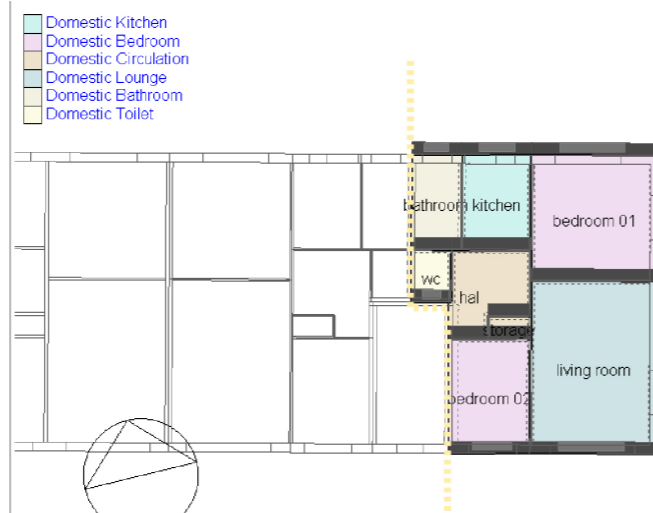 Domestic Kitchen
Domestic Bedroom
Domestic Circulation
Domestic Lounge
Domestic Bathroom
Domestic Toilet
bathroom kitchen
bedroom 01
wc
hal
storage
living room
bedroom 02